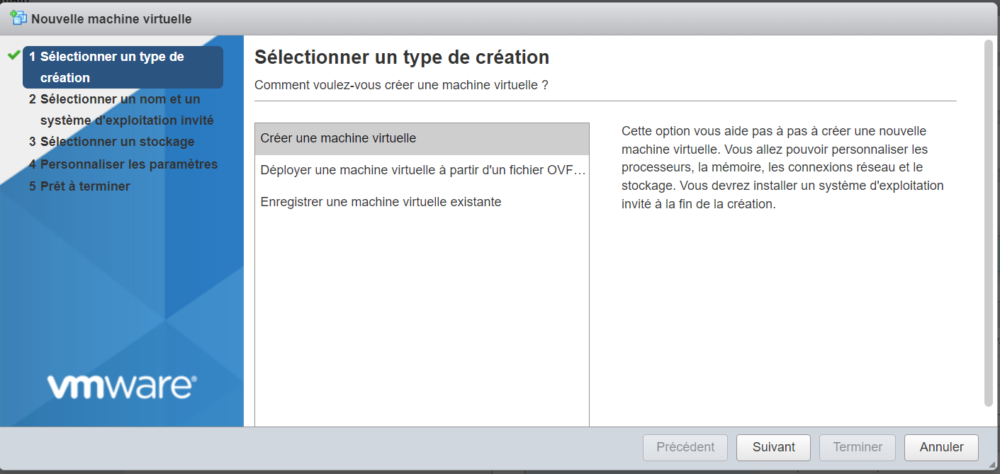 Nouvelle machine virtuelle
1 Sélectionner un type de
création
2 Sélectionner un nom et un
système d'exploitation invité
3 Sélectionner un stockage
4 Personnaliser les paramètres
5 Prêt à terminer
vmware®
Sélectionner un type de création
Comment voulez-vous créer une machine virtuelle ?
Créer une machine virtuelle
Déployer une machine virtuelle à partir d'un fichier OVF…
Enregistrer une machine virtuelle existante
Cette option vous aide pas à pas à créer une nouvelle
machine virtuelle. Vous allez pouvoir personnaliser les
processeurs, la mémoire, les connexions réseau et le
stockage. Vous devrez installer un système d'exploitation
invité à la fin de la création.
Précédent
Suivant
Terminer
Annuler